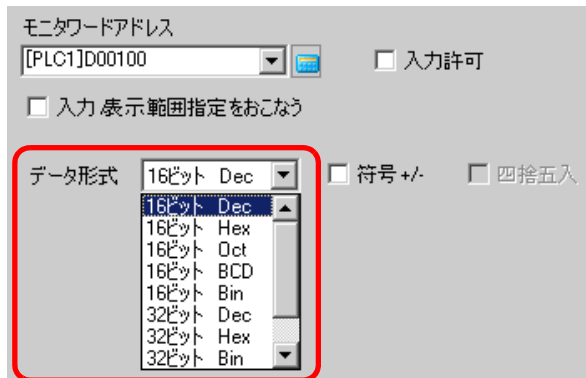 モニタワードアドレス
[PLC1]D00100
入力許可
入力/表示範囲指定をおこなう
データ形式 16ビット Dec 符号+/- 四捨五入
16ビット Dec
16ビット Hex
16ビット Oct
16ビット BCD
16ビット Bin
32ビット Dec
32ビット Hex
32ビット Bin